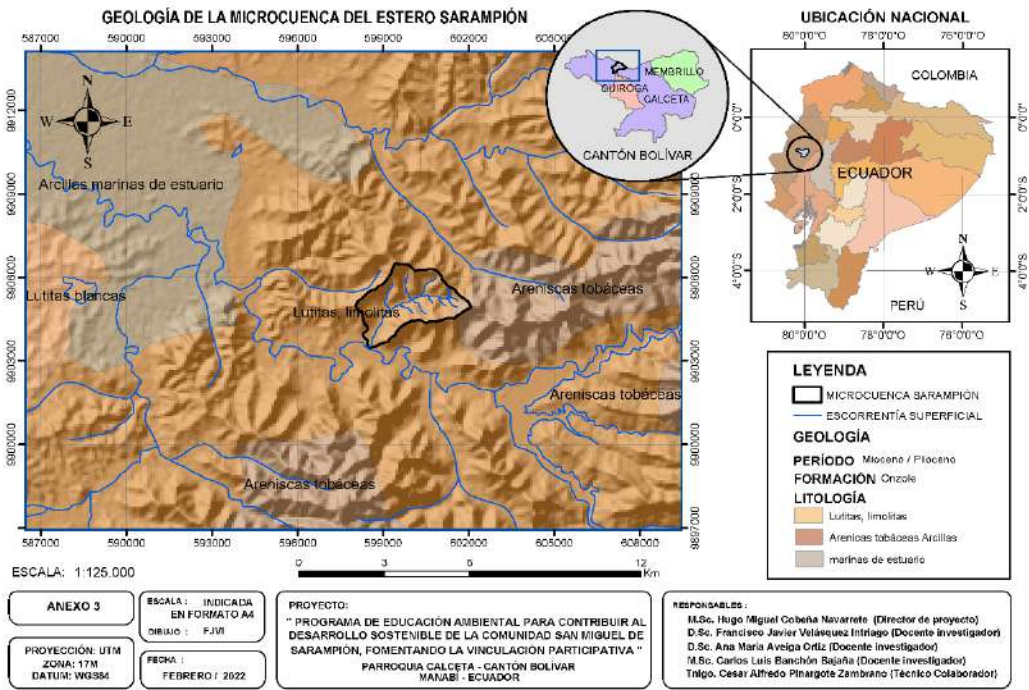 GEOLOGÍA DE LA MICROCUENCA DEL ESTERO SARAMPIÓN
587000 590000 593000 596000 599000 602000 605000
9912000
9909000
9906000
9903000
9900000
9897000
N
W E
S
Arcillas marinas de estuario
Lutitas blancas
Lutitas, limolitas
Areniscas tobáceas
Areniscas tobáceas
Areniscas tobáceas
587000 590000 593000 596000 599000 602000 605000 608000
MEMBRILLO
QUIROGA
CALCETA
CANTÓN BOLÍVAR
UBICACIÓN NACIONAL
80°0'0"O 78°0'0"O 76°0'0"O
COLOMBIA
0°0'0"
ECUADOR
2°0'0"S
4°0'0"S
N
W E
S
PERÚ
80°0'0"O 78°0'0"O 76°0'0"O
LEYENDA
MICROCUENCA SARAMPIÓN
ESCORRENTÍA SUPERFICIAL
GEOLOGÍA
PERÍODO Mioceno / Plioceno
FORMACIÓN Onzole
LITOLOGÍA
Lutitas, limolitas
Arenicas tobáceas Arcillas
marinas de estuario
ESCALA: 1:125.000
0 3 6 12
Km
ANEXO 3
PROYECCIÓN: UTM
ZONA: 17M
DATUM: WGS84
ESCALA : INDICADA
EN FORMATO A4
DIBUJO : FJVI
FECHA :
FEBRERO / 2022
PROYECTO:
" PROGRAMA DE EDUCACIÓN AMBIENTAL PARA CONTRIBUIR AL
DESARROLLO SOSTENIBLE DE LA COMUNIDAD SAN MIGUEL DE
SARAMPIÓN, FOMENTANDO LA VINCULACIÓN PARTICIPATIVA "
PARROQUIA CALCETA - CANTÓN BOLÍVAR
MANABÍ - ECUADOR
RESPONSABLES :
M.Sc. Hugo Miguel Cobeña Navarrete (Director de proyecto)
D.Sc. Francisco Javier Velásquez Intriago (Docente investigador)
D.Sc. Ana María Aveiga Ortiz (Docente investigador)
M.Sc. Carlos Luis Banchón Bajaña (Docente investigador)
Tnlgo. Cesar Alfredo Pinargote Zambrano (Técnico Colaborador)